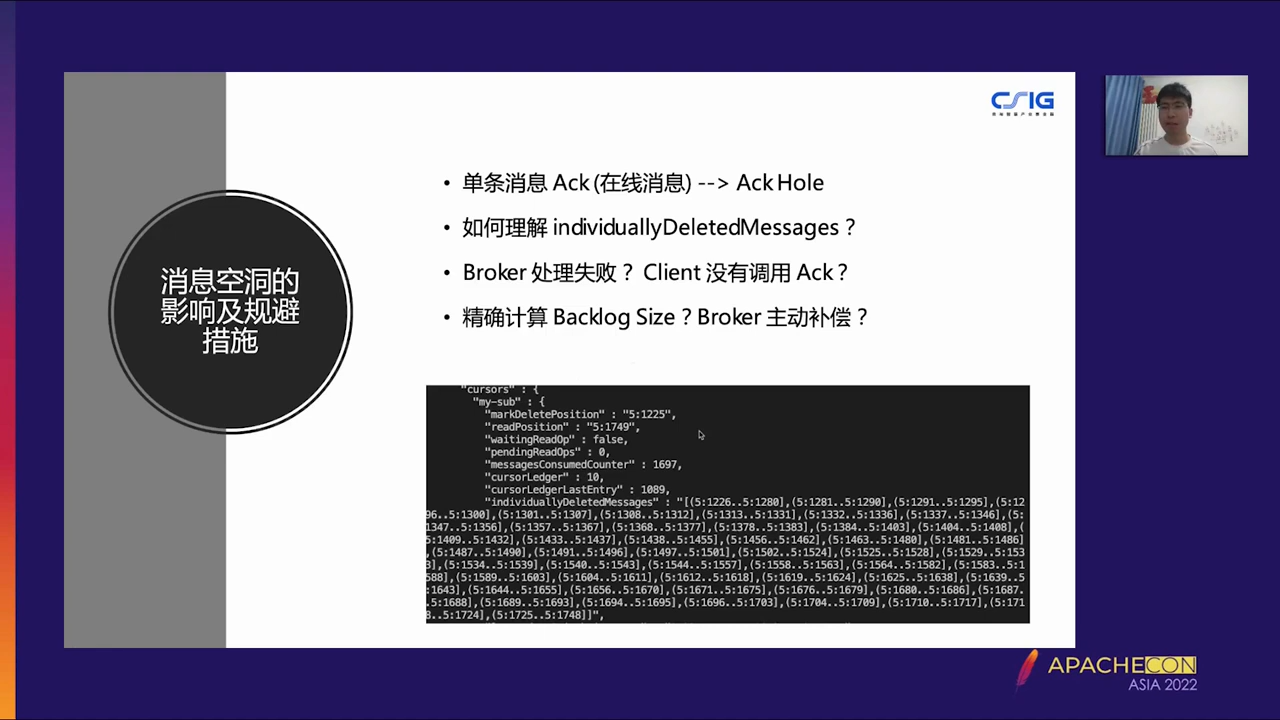 CSIG
消息空洞的
影响及规避
措施
• 单条消息 Ack (在线消息) --> Ack Hole
• 如何理解 individuallyDeletedMessages？
• Broker 处理失败？ Client 没有调用 Ack？
• 精确计算 Backlog Size？Broker 主动补偿？
"cursors" : {
"my-sub" : {
"markDeletePosition" : "5:1225",
"readPosition" : "5:1749",
"waitingReadOp" : false,
"pendingReadOps" : 0,
"messagesConsumedCounter" : 1697,
"cursorLedger" : 10,
"cursorLedgerLastEntry" : 1089,
"individuallyDeletedMessages" : "[(5:1226..5:1280],(5:1281..5:1290],(5:1291..5:1295],(5:12
96..5:1300],(5:1301..5:1307],(5:1308..5:1312],(5:1313..5:1331],(5:1332..5:1336],(5:1337..5:1346],(5:
1347..5:1356],(5:1357..5:1367],(5:1368..5:1377],(5:1378..5:1383],(5:1384..5:1403],(5:1404..5:1408],(
5:1409..5:1432],(5:1433..5:1437],(5:1438..5:1455],(5:1456..5:1462],(5:1463..5:1480],(5:1481..5:1486]
,(5:1487..5:1490],(5:1491..5:1496],(5:1497..5:1501],(5:1502..5:1524],(5:1525..5:1528],(5:1529..5:153
3],(5:1534..5:1539],(5:1540..5:1543],(5:1544..5:1557],(5:1558..5:1563],(5:1564..5:1582],(5:1583..5:1
588],(5:1589..5:1603],(5:1604..5:1611],(5:1612..5:1618],(5:1619..5:1624],(5:1625..5:1638],(5:1639..5
:1643],(5:1644..5:1655],(5:1656..5:1670],(5:1671..5:1675],(5:1676..5:1679],(5:1680..5:1686],(5:1687.
.5:1688],(5:1689..5:1693],(5:1694..5:1695],(5:1696..5:1703],(5:1704..5:1709],(5:1710..5:1717],(5:171
8..5:1724],(5:1725..5:1748]]",
APACHECON
ASIA 2022